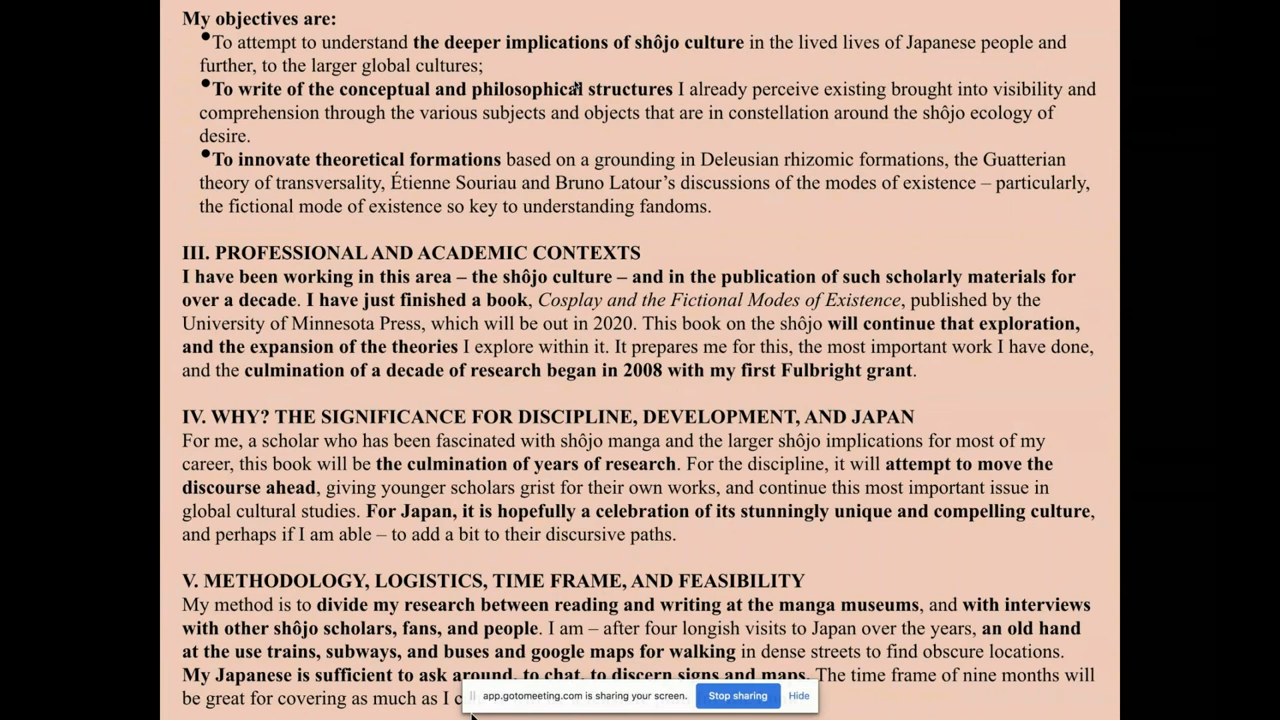 My objectives are:
•To attempt to understand the deeper implications of shôjo culture in the lived lives of Japanese people and
further, to the larger global cultures;
•To write of the conceptual and philosophical structures I already perceive existing brought into visibility and
comprehension through the various subjects and objects that are in constellation around the shôjo ecology of
desire.
•To innovate theoretical formations based on a grounding in Deleusian rhizomic formations, the Guatterian
theory of transversality, Étienne Souriau and Bruno Latour’s discussions of the modes of existence – particularly,
the fictional mode of existence so key to understanding fandoms.
III. PROFESSIONAL AND ACADEMIC CONTEXTS
I have been working in this area – the shôjo culture – and in the publication of such scholarly materials for
over a decade. I have just finished a book, Cosplay and the Fictional Modes of Existence, published by the
University of Minnesota Press, which will be out in 2020. This book on the shôjo will continue that exploration,
and the expansion of the theories I explore within it. It prepares me for this, the most important work I have done,
and the culmination of a decade of research began in 2008 with my first Fulbright grant.
IV. WHY? THE SIGNIFICANCE FOR DISCIPLINE, DEVELOPMENT, AND JAPAN
For me, a scholar who has been fascinated with shôjo manga and the larger shôjo implications for most of my
career, this book will be the culmination of years of research. For the discipline, it will attempt to move the
discourse ahead, giving younger scholars grist for their own works, and continue this most important issue in
global cultural studies. For Japan, it is hopefully a celebration of its stunningly unique and compelling culture,
and perhaps if I am able – to add a bit to their discursive paths.
V. METHODOLOGY, LOGISTICS, TIME FRAME, AND FEASIBILITY
My method is to divide my research between reading and writing at the manga museums, and with interviews
with other shôjo scholars, fans, and people. I am – after four longish visits to Japan over the years, an old hand
at the use trains, subways, and buses and google maps for walking in dense streets to find obscure locations.
My Japanese is sufficient to ask around, to chat, to discern signs and maps. The time frame of nine months will
be great for covering as much as I
app.gotomeeting.com is sharing your screen. Stop sharing Hide